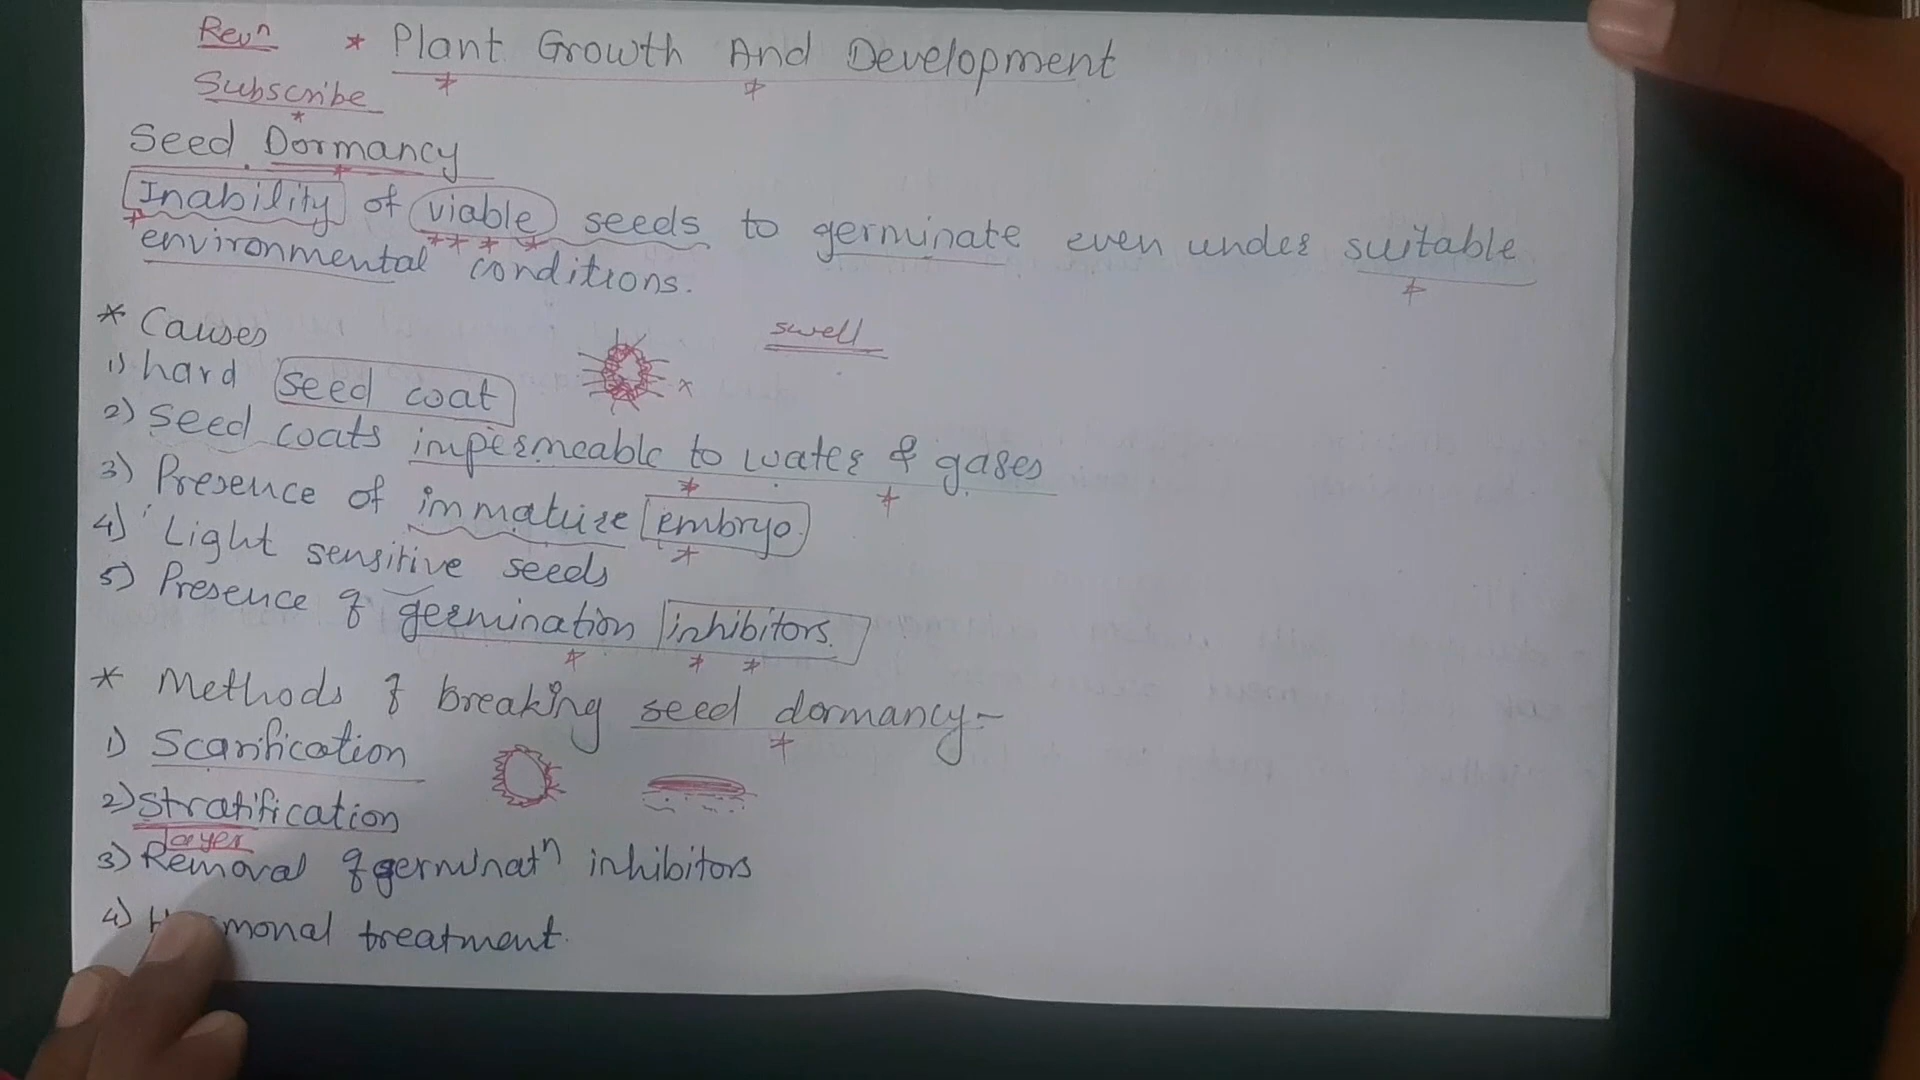 Revn * Plant Growth And Development
Subscribe
Seed Dormancy
Inability of viable seeds to germinate even under suitable
environmental conditions.
* Causes
swell
1) hard seed coat
2) Seed coats impermeable to water & gases
3) Presence of immature embryo
4) Light sensitive seeds
5) Presence of germination inhibitors.
* Methods of breaking seed dormancy-
1) Scarification
2) Stratification
layer
3) Removal of germinatn inhibitors
4) treatment.